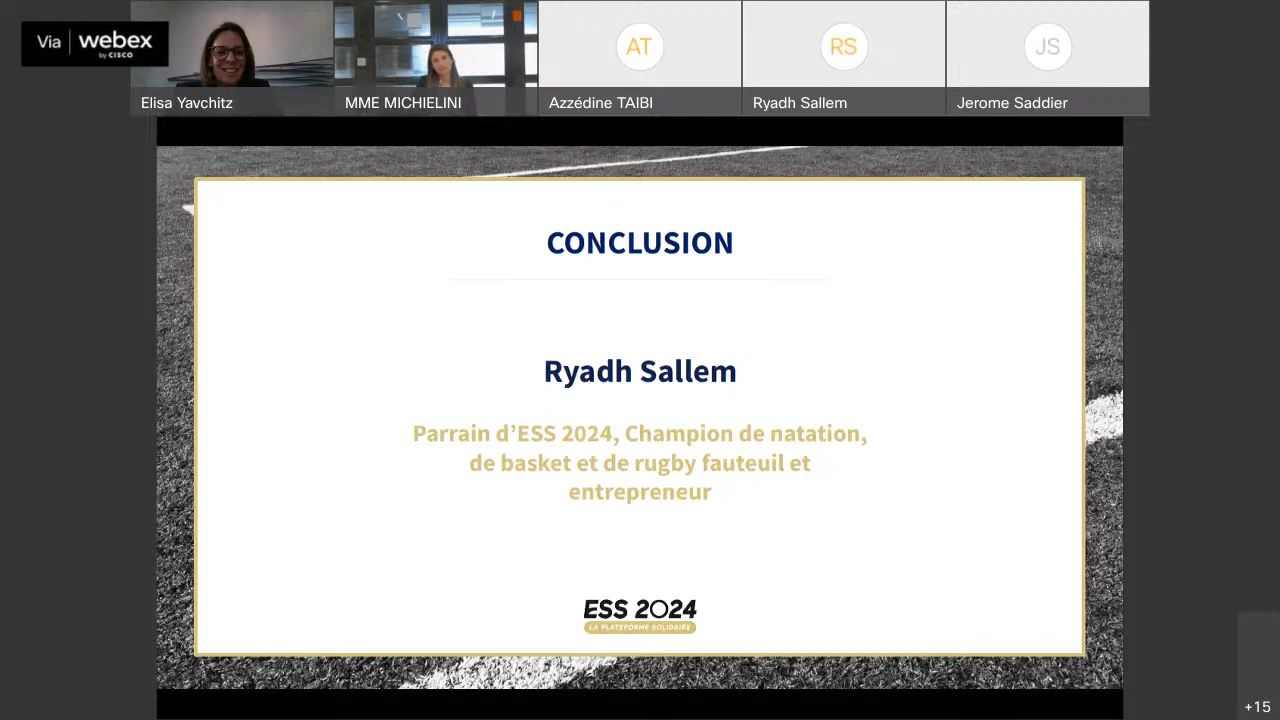 Via webex
by CISCO
AT
RS
JS
Elisa Yavchitz
MME MICHIELINI
Azzédine TAIBI
Ryadh Sallem
Jerome Saddier
CONCLUSION
Ryadh Sallem
Parrain d’ESS 2024, Champion de natation,
de basket et de rugby fauteuil et
entrepreneur
ESS 2024
LA PLATEFORME SOLIDAIRE
+15